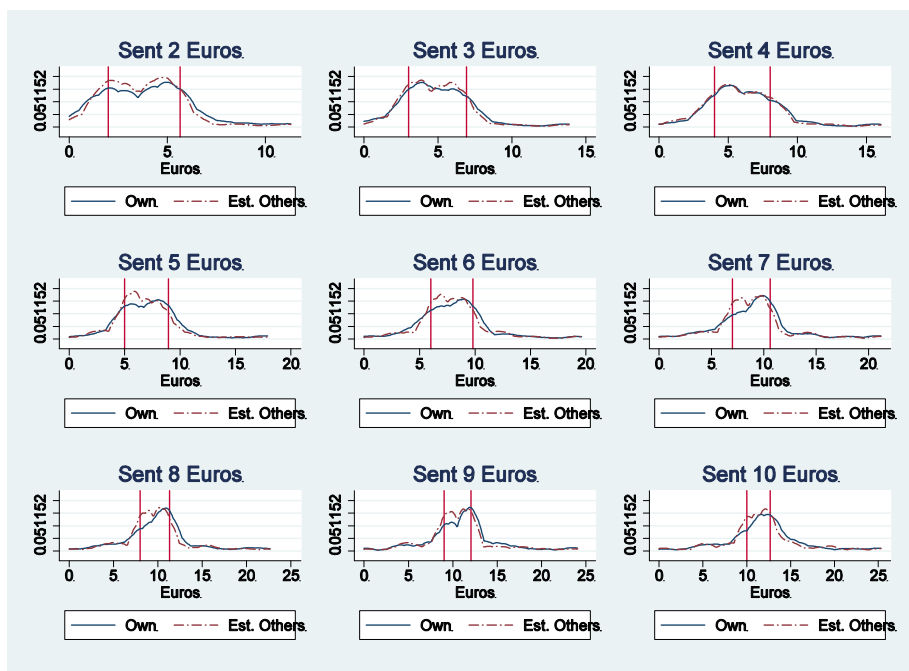 Sent 2 Euros.
Sent 3 Euros.
Sent 4 Euros.
0.051152
0.051152
0.051152
0. 5. 10.
0. 5. 10. 15.
0. 5. 10. 15.
Euros.
Euros.
Euros.
Own. Est. Others.
Own. Est. Others.
Own. Est. Others.
Sent 5 Euros.
Sent 6 Euros.
Sent 7 Euros.
0.051152
0.051152
0.051152
0. 5. 10. 15. 20.
0. 5. 10. 15. 20.
0. 5. 10. 15. 20.
Euros.
Euros.
Euros.
Own. Est. Others.
Own. Est. Others.
Own. Est. Others.
Sent 8 Euros.
Sent 9 Euros.
Sent 10 Euros.
0.051152
0.051152
0.051152
0. 5. 10. 15. 20. 25.
0. 5. 10. 15. 20. 25.
0. 5. 10. 15. 20. 25.
Euros.
Euros.
Euros.
Own. Est. Others.
Own. Est. Others.
Own. Est. Others.